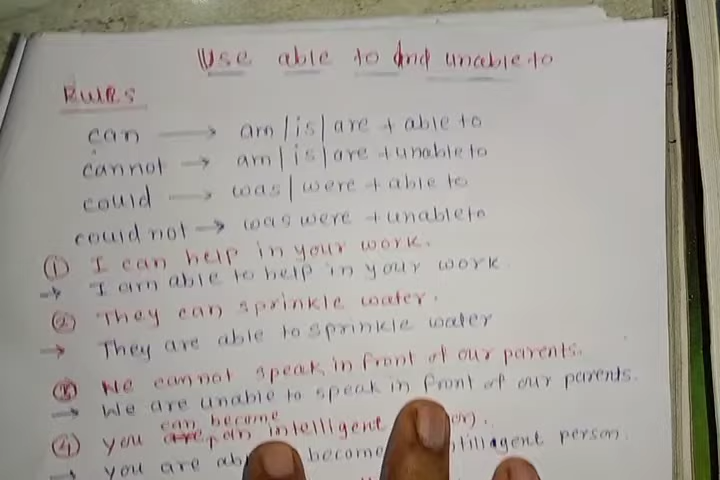 Use able to And unable to
Rules
can → am/is/are + able to
cannot → am/is/are + unable to
could → was/were + able to
could not → was were + unable to
① I can help in your work.
→ I am able to help in your work.
② They can sprinkle water.
→ They are able to sprinkle water
③ We cannot speak in front of our parents.
→ We are unable to speak in front of our parents.
can become
④ you intelligent
→ you are become person.